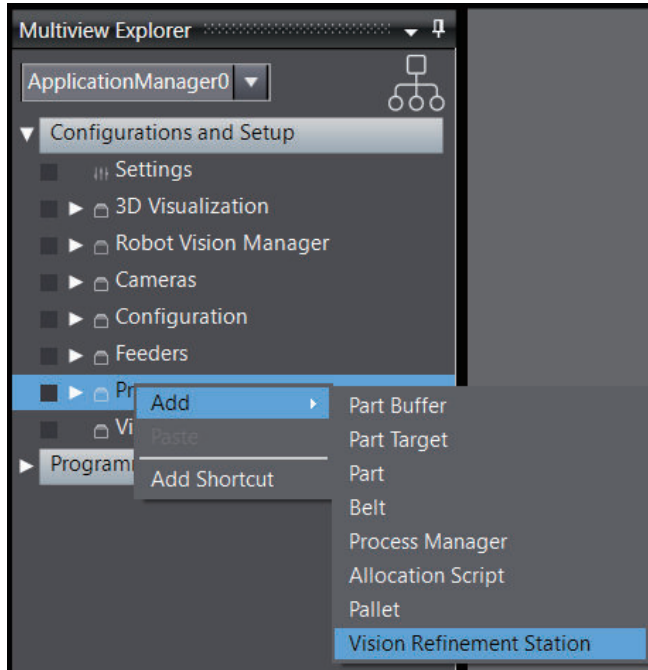 Multiview Explorer
ApplicationManager0
Configurations and Setup
Settings
3D Visualization
Robot Vision Manager
Cameras
Configuration
Feeders
Add
Paste
Add Shortcut
Part Buffer
Part Target
Part
Belt
Process Manager
Allocation Script
Pallet
Vision Refinement Station